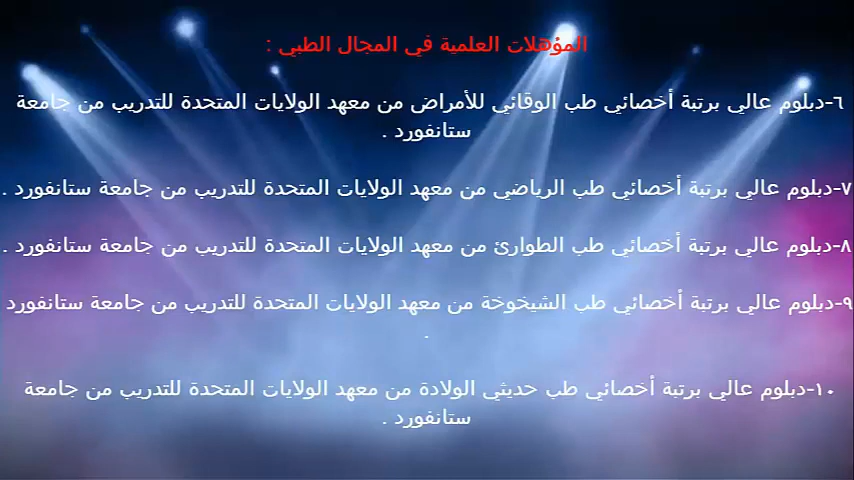 المؤهلات العلمية في المجال الطبي :
٦-دبلوم عالي برتبة أخصائي طب الوقائي للأمراض من معهد الولايات المتحدة للتدريب من جامعة
ستانفورد .
٧-دبلوم عالي برتبة أخصائي طب الرياضي من معهد الولايات المتحدة للتدريب من جامعة ستانفورد .
٨-دبلوم عالي برتبة أخصائي طب الطوارئ من معهد الولايات المتحدة للتدريب من جامعة ستانفورد .
٩-دبلوم عالي برتبة أخصائي طب الشيخوخة من معهد الولايات المتحدة للتدريب من جامعة ستانفورد
.
١٠-دبلوم عالي برتبة أخصائي طب حديثي الولادة من معهد الولايات المتحدة للتدريب من جامعة
ستانفورد .